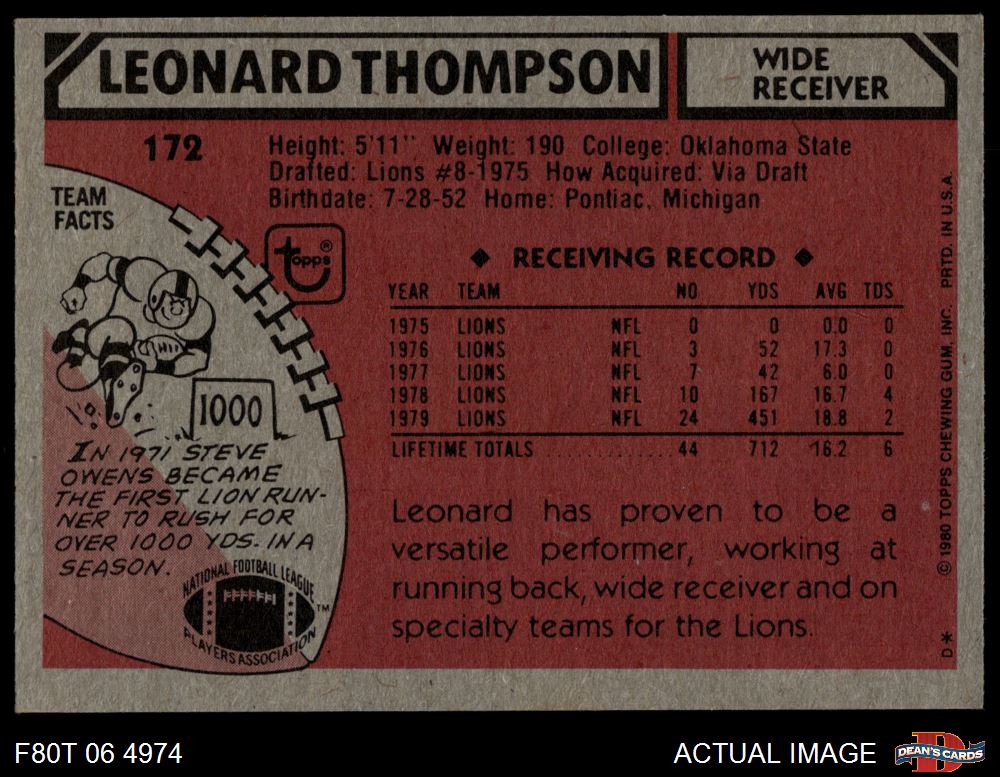 LEONARD THOMPSON
WIDE
RECEIVER
172
Height: 5'11" Weight: 190 College: Oklahoma State
Drafted: Lions #8-1975 How Acquired: Via Draft
Birthdate: 7-28-52 Home: Pontiac, Michigan
TEAM
FACTS
topps®
1000
IN 1971 STEVE
OWENS BECAME
THE FIRST LION RUN-
NER TO RUSH FOR
OVER 1000 YDS. IN A
SEASON.
NATIONAL FOOTBALL LEAGUE
PLAYERS ASSOCIATION
™
◆ RECEIVING RECORD ◆
YEAR TEAM NO YDS AVG TDS
1975 LIONS NFL 0 0 0.0 0
1976 LIONS NFL 3 52 17.3 0
1977 LIONS NFL 7 42 6.0 0
1978 LIONS NFL 10 167 16.7 4
1979 LIONS NFL 24 451 18.8 2
LIFETIME TOTALS ............ 44 712 16.2 6
Leonard has proven to be a
versatile performer, working at
running back, wide receiver and on
specialty teams for the Lions.
D* © 1980 TOPPS CHEWING GUM, INC. PRTD. IN U.S.A.
F80T 06 4974
ACTUAL IMAGE
D
DEAN'S CARDS